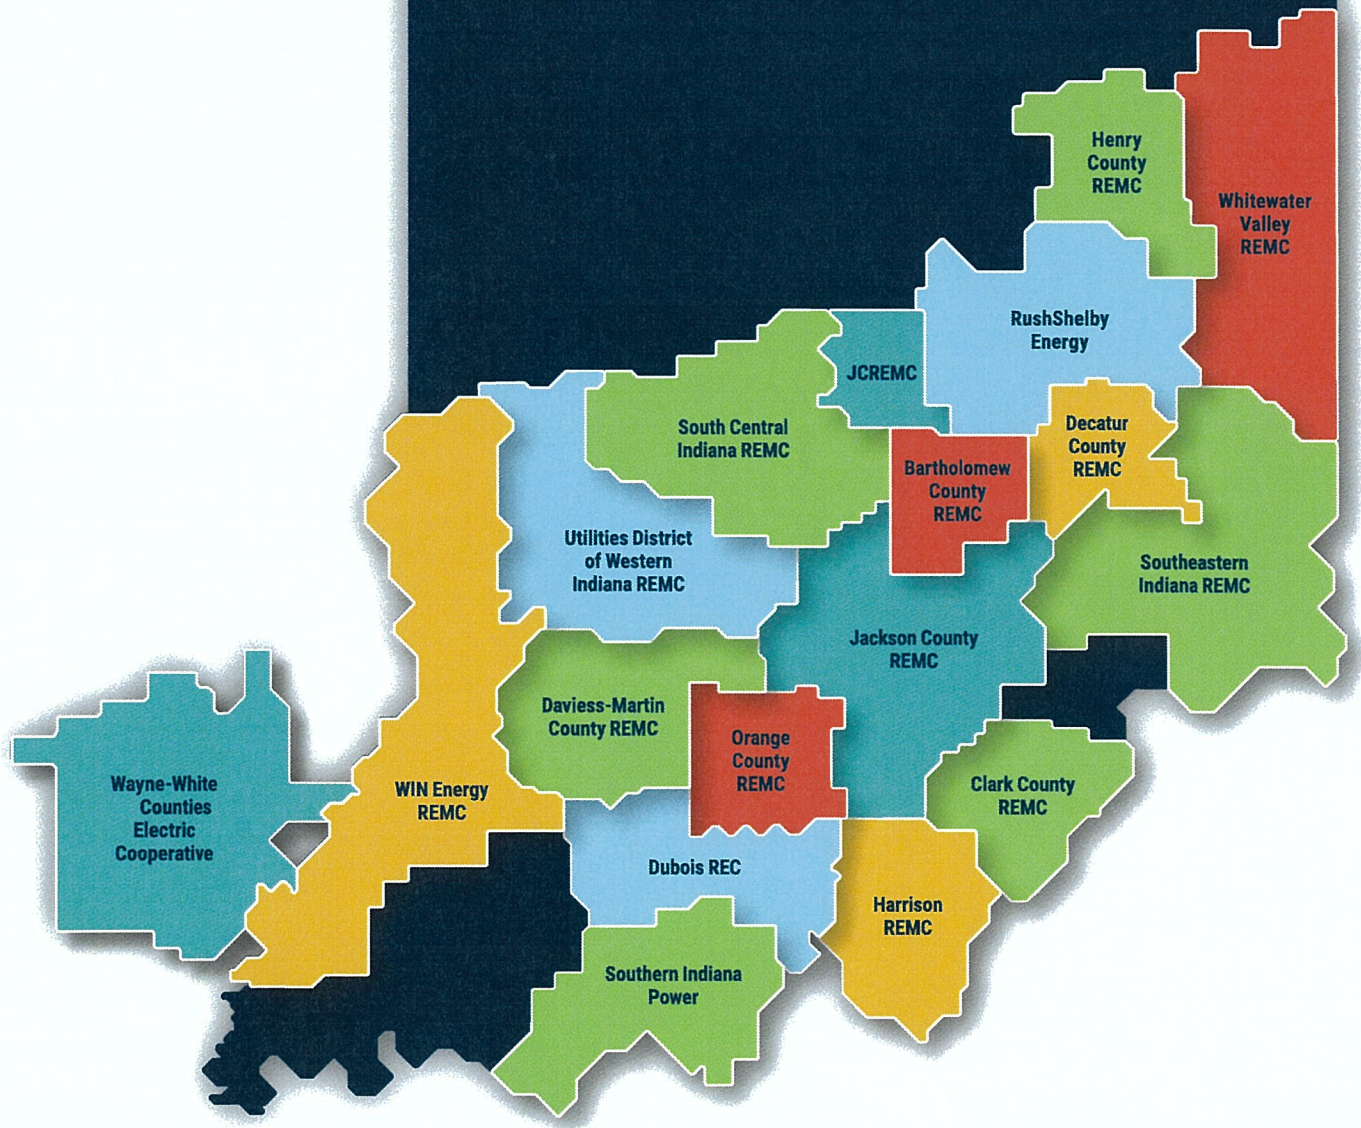 Henry
County
REMC
Whitewater
Valley
REMC
RushShelby
Energy
JCREMC
South Central
Indiana REMC
Decatur
County
REMC
Bartholomew
County
REMC
Utilities District
of Western
Indiana REMC
Southeastern
Indiana REMC
Jackson County
REMC
Daviess-Martin
County REMC
Orange
County
REMC
Wayne-White
Counties
Electric
Cooperative
WIN Energy
REMC
Clark County
REMC
Dubois REC
Harrison
REMC
Southern Indiana
Power